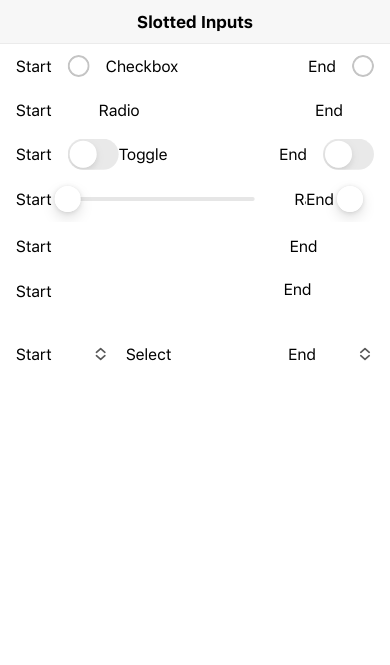 Slotted Inputs
Start Checkbox End
Start Radio End
Start Toggle End
Start R End
Start End
Start End
Start Select End